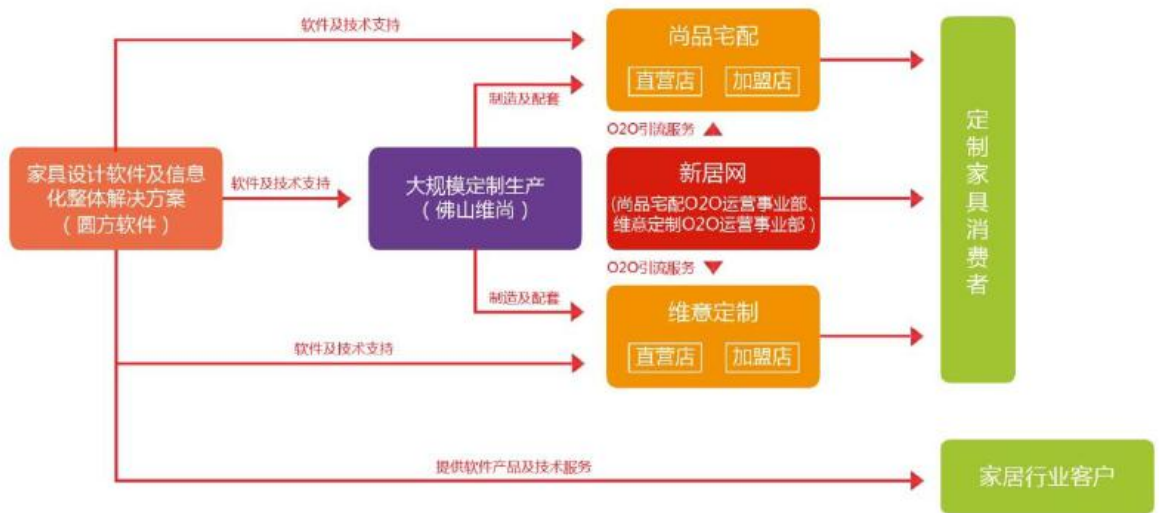 软件及技术支持
尚品宅配
直营店 加盟店
制造及配套
O2O引流服务
家具设计软件及信息
化整体解决方案
(圆方软件)
软件及技术支持
大规模定制生产
(佛山维尚)
新居网
(尚品宅配O2O运营事业部、
维意定制O2O运营事业部)
定制家具消费者
O2O引流服务
制造及配套
维意定制
直营店 加盟店
软件及技术支持
提供软件产品及技术服务
家居行业客户